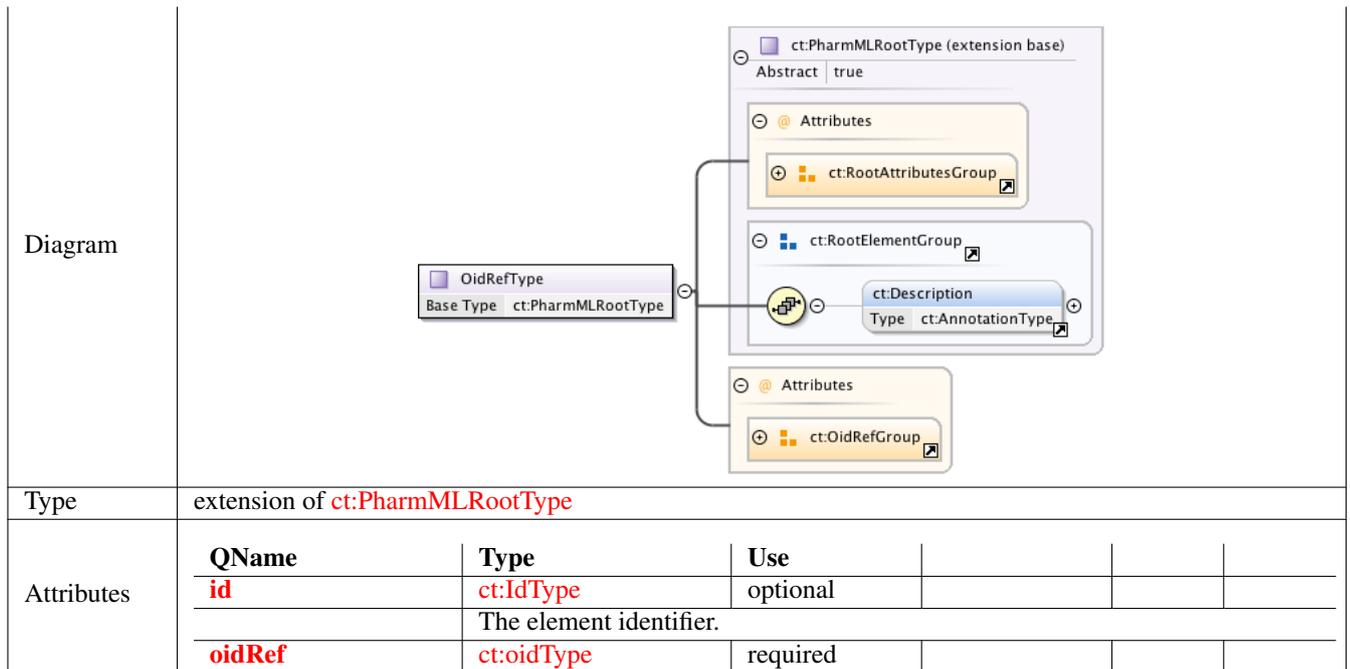 Diagram
ct:PharmMLRootType (extension base)
Abstract true
@ Attributes
ct:RootAttributesGroup
ct:RootElementGroup
OidRefType
Base Type ct:PharmMLRootType
ct:Description
Type ct:AnnotationType
@ Attributes
ct:OidRefGroup
Type extension of ct:PharmMLRootType
Attributes
QName Type Use
id ct:IdType optional
The element identifier.
oidRef ct:oidType required